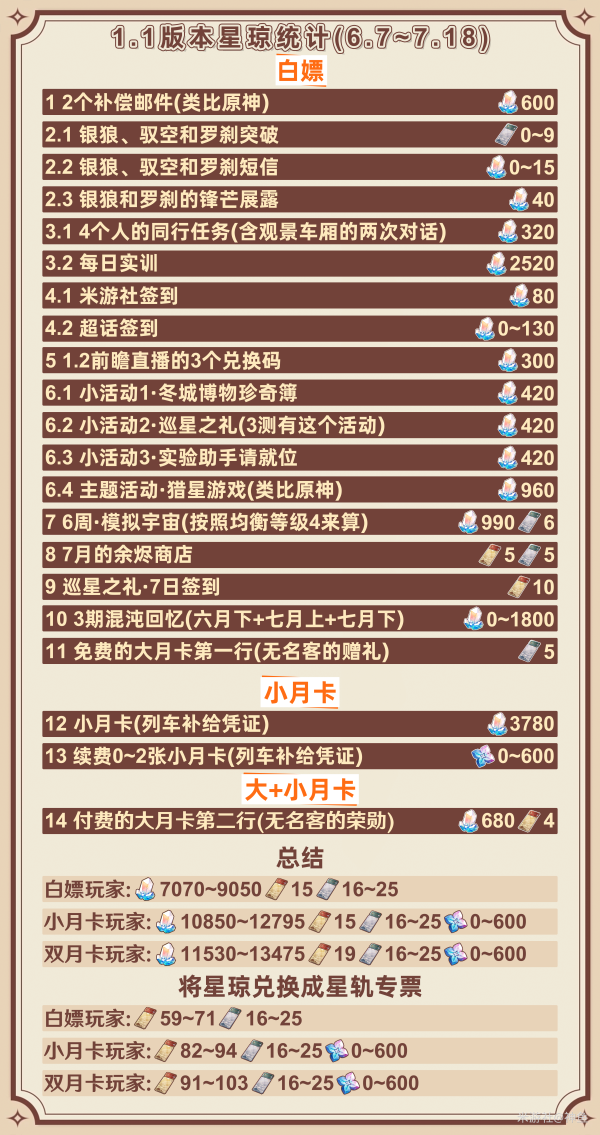 1.1版本星琼统计(6.7~7.18)
白嫖
1 2个补偿邮件(类比原神) 600
2.1 银狼、驭空和罗刹突破 0~9
2.2 银狼、驭空和罗刹短信 0~15
2.3 银狼和罗刹的锋芒展露 40
3.1 4个人的同行任务(含观景车厢的两次对话) 320
3.2 每日实训 2520
4.1 米游社签到 80
4.2 超话签到 0~130
5 1.2前瞻直播的3个兑换码 300
6.1 小活动1·冬城博物珍奇簿 420
6.2 小活动2·巡星之礼(3测有这个活动) 420
6.3 小活动3·实验助手请就位 420
6.4 主题活动·猎星游戏(类比原神) 960
7 6周·模拟宇宙(按照均衡等级4来算) 990 6
8 7月的余烬商店 5 5
9 巡星之礼·7日签到 10
10 3期混沌回忆(六月下+七月上+七月下) 0~1800
11 免费的大月卡第一行(无名客的赠礼) 5
小月卡
12 小月卡(列车补给凭证) 3780
13 续费0~2张小月卡(列车补给凭证) 0~600
大+小月卡
14 付费的大月卡第二行(无名客的荣勋) 680 4
总结
白嫖玩家: 7070~9050 15 16~25
小月卡玩家: 10850~12795 15 16~25 0~600
双月卡玩家: 11530~13475 19 16~25 0~600
将星琼兑换成星轨专票
白嫖玩家: 59~71 16~25
小月卡玩家: 82~94 16~25 0~600
双月卡玩家: 91~103 16~25 0~600